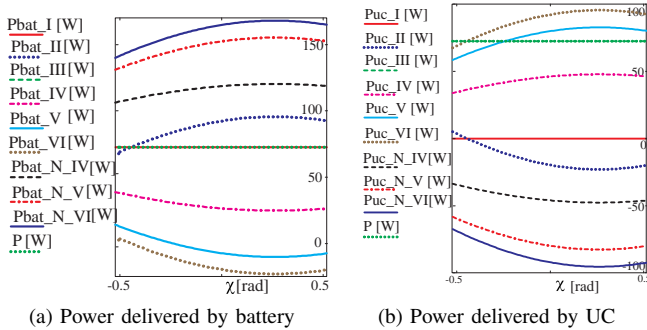 Pbat_I [W]
Pbat_II [W]
Pbat_III [W]
Pbat_IV [W]
Pbat_V [W]
Pbat_VI [W]
Pbat_N_IV[W]
Pbat_N_V [W]
Pbat_N_VI[W]
P [W]
150
100
50
0
-0.5
χ [rad]
0.5
(a) Power delivered by battery
Puc_I [W]
Puc_II [W]
Puc_III [W]
Puc_IV [W]
Puc_V [W]
Puc_VI [W]
Puc_N_IV[W]
Puc_N_V [W]
Puc_N_VI[W]
P [W]
100
50
0
-50
-100
-0.5
χ [rad]
0.5
(b) Power delivered by UC